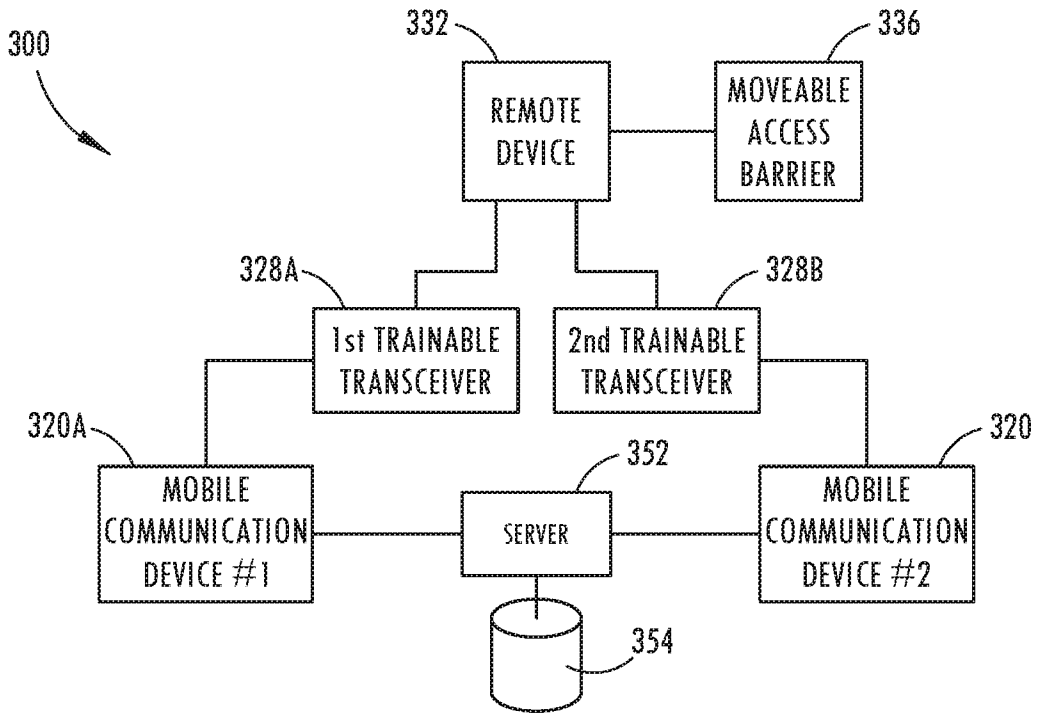 300
332
336
REMOTE
DEVICE
MOVEABLE
ACCESS
BARRIER
328A
328B
1st TRAINABLE
TRANSCEIVER
2nd TRAINABLE
TRANSCEIVER
320A
352
320
MOBILE
COMMUNICATION
DEVICE #1
SERVER
MOBILE
COMMUNICATION
DEVICE #2
354